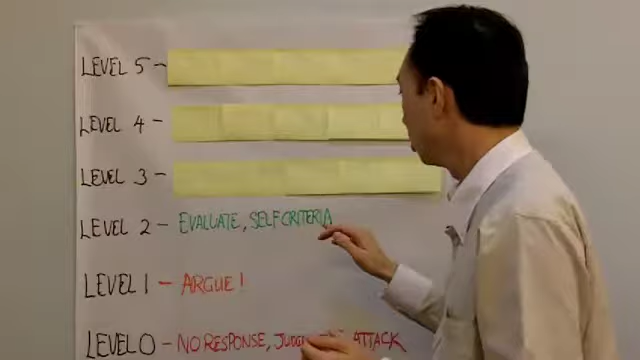 LEVEL 5 -
LEVEL 4 -
LEVEL 3 -
LEVEL 2 - EVALUATE, SELF CRITERIA
LEVEL 1 - ARGUE!
LEVEL 0 - NO RESPONSE, ATTACK